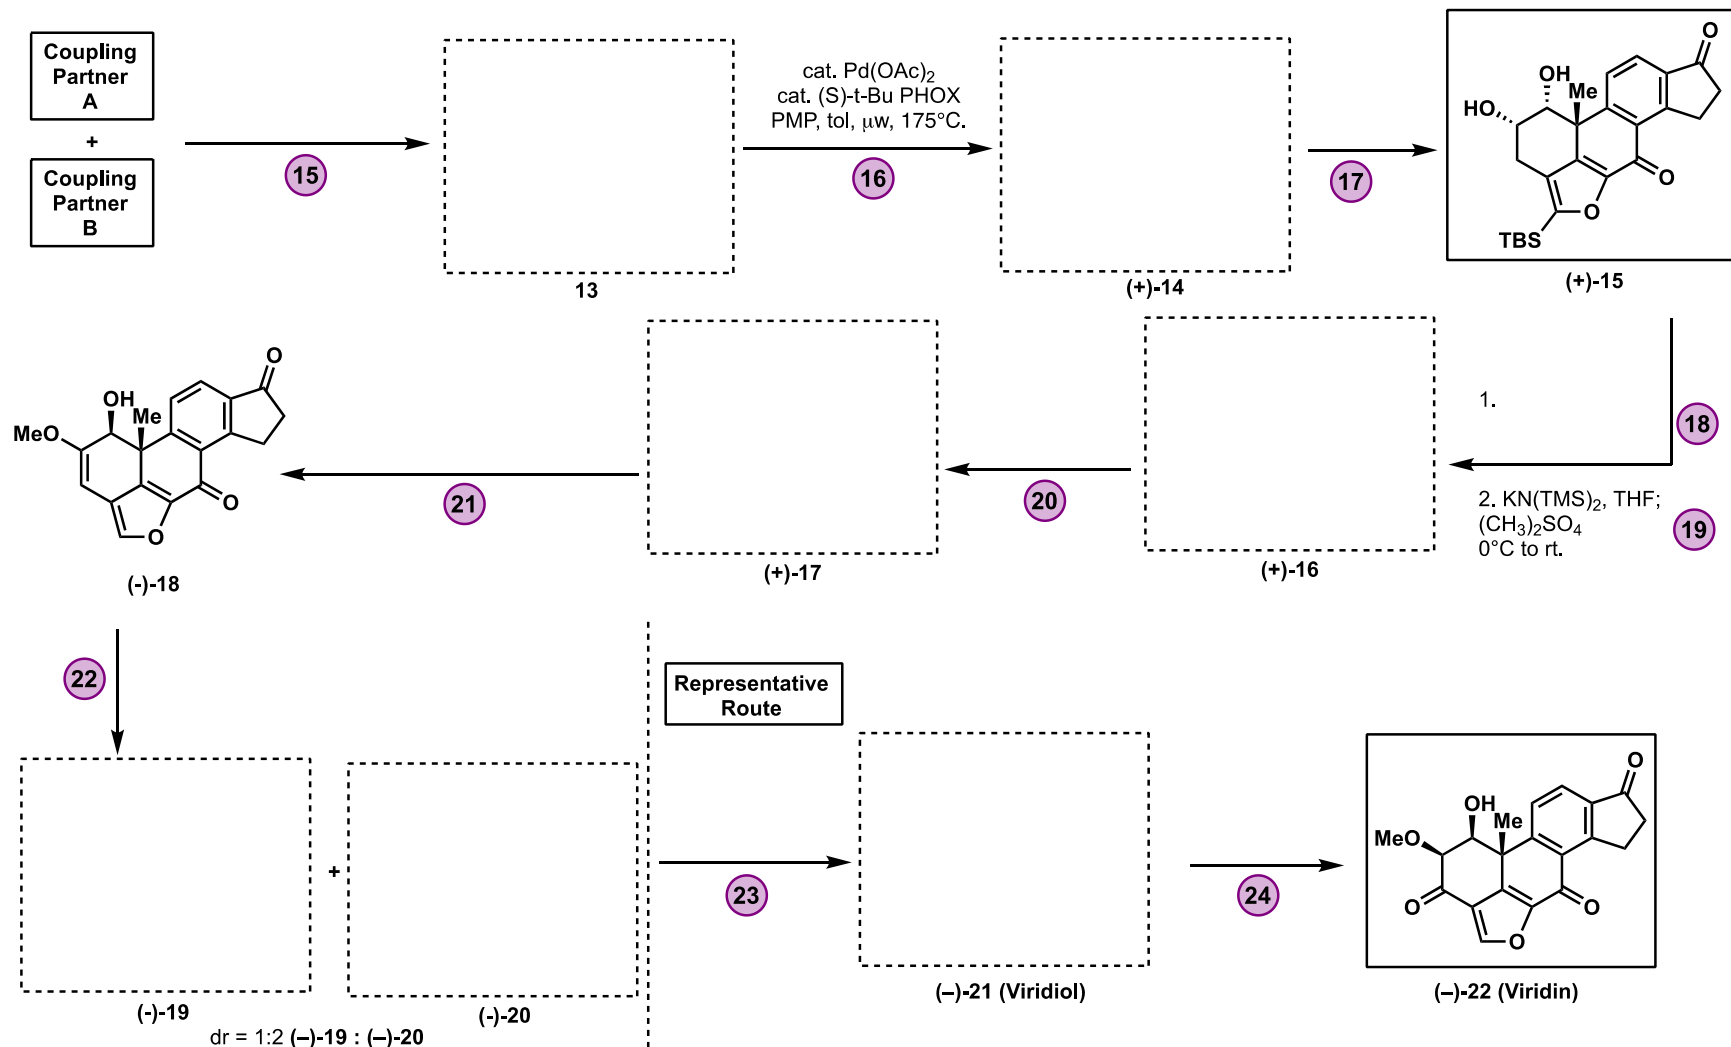 Coupling
Partner
A
+
Coupling
Partner
B
15
13
cat. Pd(OAc)2
cat. (S)-t-Bu PHOX
PMP, tol, μw, 175°C.
16
(+)-14
17
O
OH
Me
HO
O
O
TBS
(+)-15
1.
18
2. KN(TMS)2, THF;
(CH3)2SO4
0°C to rt.
19
(+)-16
20
(+)-17
21
O
OH
Me
MeO
O
O
(-)-18
22
(-)-19
+
(-)-20
dr = 1:2 (–)-19 : (–)-20
Representative
Route
23
(–)-21 (Viridiol)
24
O
OH
Me
MeO
O
O
O
(–)-22 (Viridin)